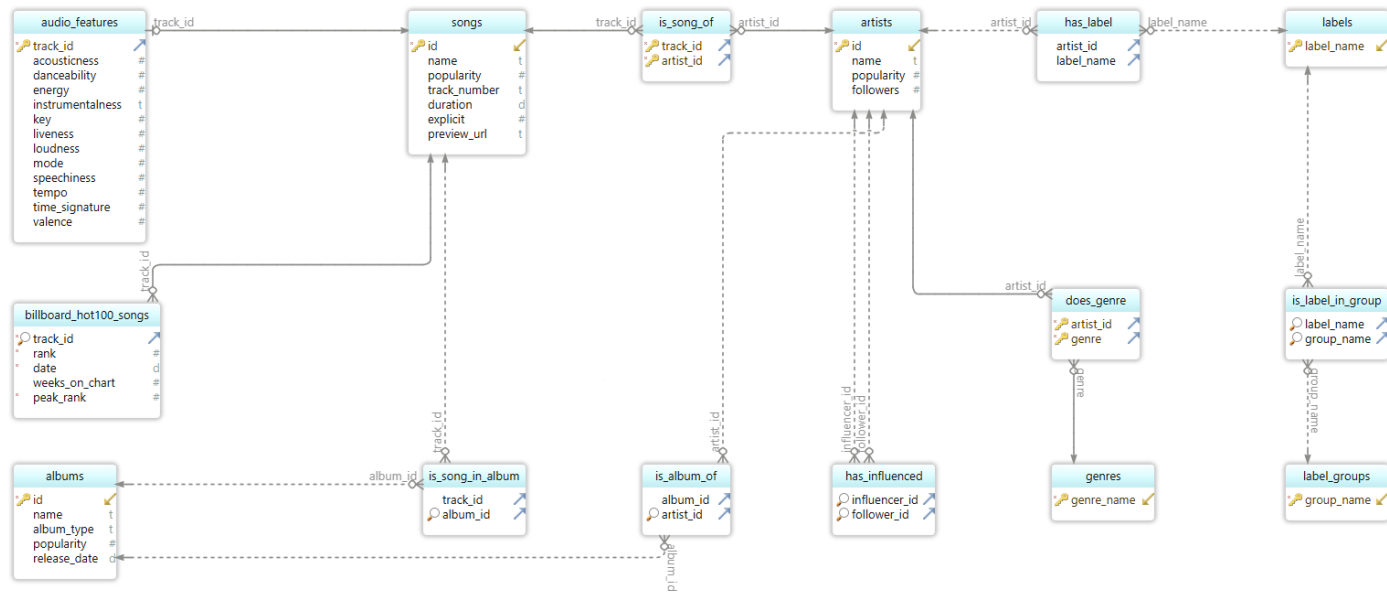 audio_features
track_id
acousticness #
danceability #
energy #
instrumentalness t
key #
liveness #
loudness #
mode #
speechiness #
tempo #
time_signature #
valence #
track_id
songs
id
name t
popularity #
track_number t
duration d
explicit #
preview_url t
track_id
is_song_of
track_id
artist_id
artist_id
artists
id
name t
popularity #
followers #
artist_id
has_label
artist_id
label_name
label_name
labels
label_name
track_id
billboard_hot100_songs
track_id
rank #
date d
weeks_on_chart #
peak_rank #
artist_id
does_genre
artist_id
genre
genre
label_name
is_label_in_group
label_name
group_name
group_name
albums
id
name t
album_type t
popularity #
release_date d
album_id
track_id
is_song_in_album
track_id
album_id
artist_id
is_album_of
album_id
artist_id
album_id
influencer_id
follower_id
has_influenced
influencer_id
follower_id
genres
genre_name
label_groups
group_name